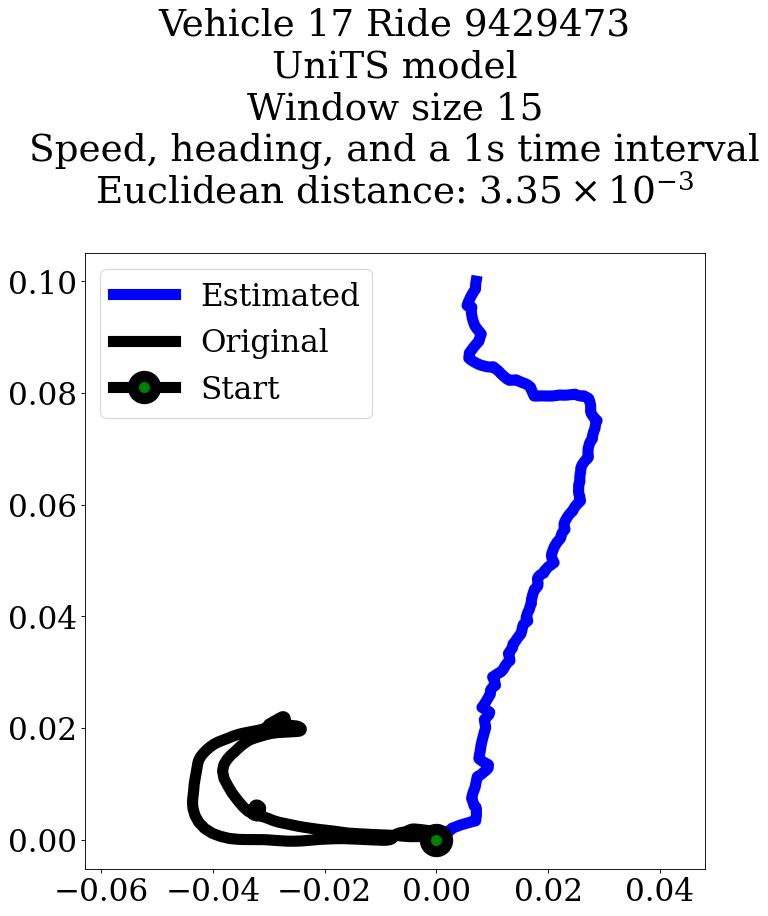 Vehicle 17 Ride 9429473
UniTS model
Window size 15
Speed, heading, and a 1s time interval
Euclidean distance: 3.35 × 10⁻³
0.10
0.08
0.06
0.04
0.02
0.00
Estimated
Original
Start
−0.06 −0.04 −0.02 0.00 0.02 0.04